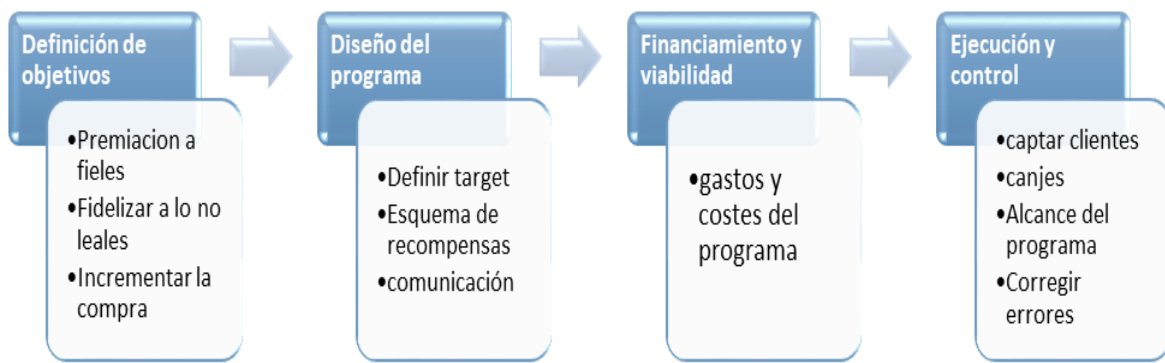 Definición de
objetivos
•Premiacion a
fieles
•Fidelizar a lo no
leales
•Incrementar la
compra
Diseño del
programa
•Definir target
•Esquema de
recompensas
•comunicación
Financiamiento y
viabilidad
•gastos y
costes del
programa
Ejecución y
control
•captar clientes
•canjes
•Alcance del
programa
•Corregir
errores